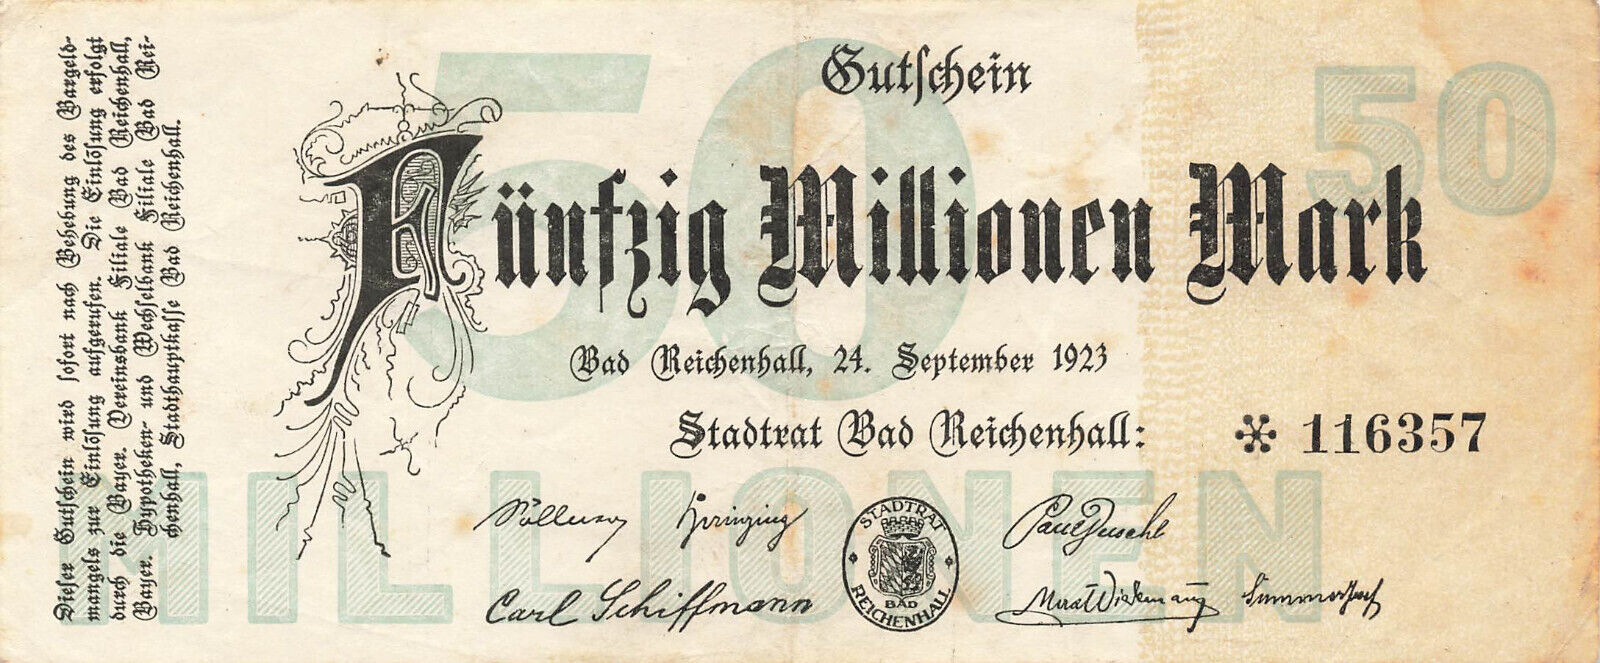 Dieser Gutschein wird sofort nach Behebung des Bargeld-
mangels zur Einlösung aufgerufen. Die Einlösung erfolgt
durch die Bayer. Vereinsbank Filiale Bad Reichenhall,
Bayer. Hypotheken- und Wechselbank Filiale Bad Rei-
chenhall, Stadthauptkasse Bad Reichenhall.
Gutschein
50
50
Fünfzig Millionen Mark
Bad Reichenhall, 24. September 1923
Stadtrat Bad Reichenhall:
116357
MILLIONEN
Carl Schiffmann
STADTRAT
BAD
REICHENHALL